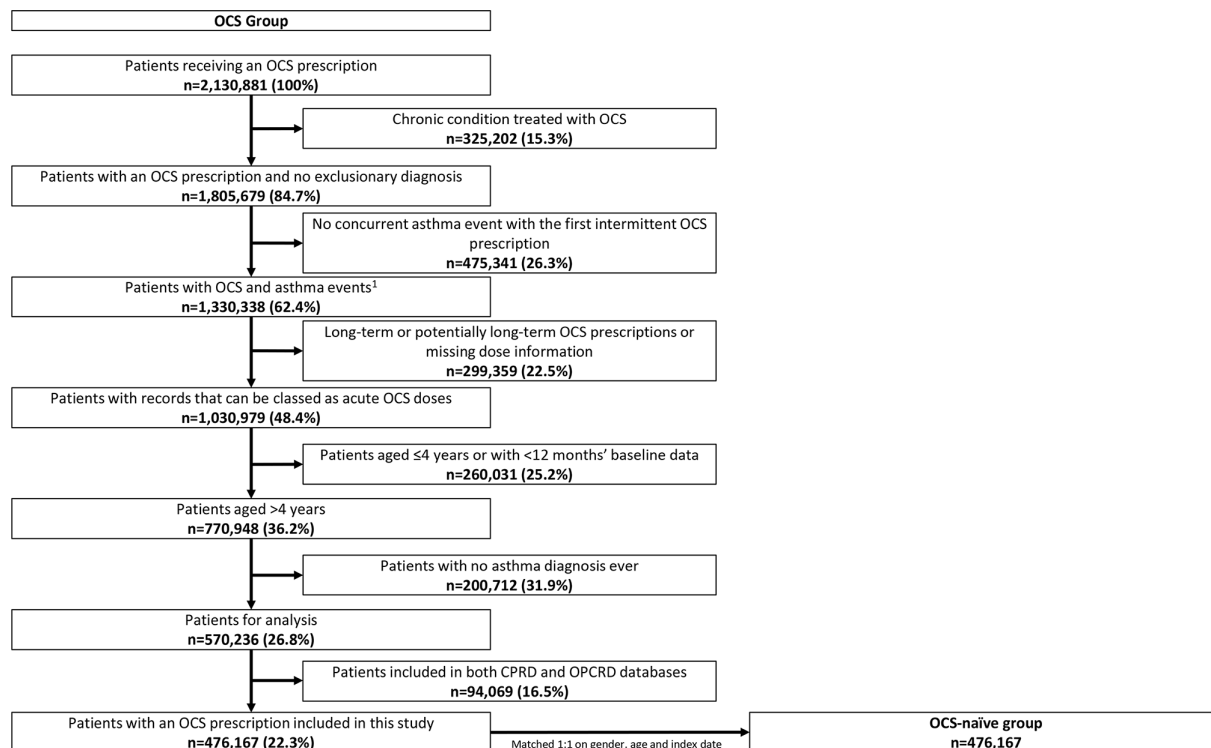 OCS Group
Patients receiving an OCS prescription
n=2,130,881 (100%)
Chronic condition treated with OCS
n=325,202 (15.3%)
Patients with an OCS prescription and no exclusionary diagnosis
n=1,805,679 (84.7%)
No concurrent asthma event with the first intermittent OCS
prescription
n=475,341 (26.3%)
Patients with OCS and asthma events¹
n=1,330,338 (62.4%)
Long-term or potentially long-term OCS prescriptions or
missing dose information
n=299,359 (22.5%)
Patients with records that can be classed as acute OCS doses
n=1,030,979 (48.4%)
Patients aged ≤4 years or with <12 months’ baseline data
n=260,031 (25.2%)
Patients aged >4 years
n=770,948 (36.2%)
Patients with no asthma diagnosis ever
n=200,712 (31.9%)
Patients for analysis
n=570,236 (26.8%)
Patients included in both CPRD and OPCRD databases
n=94,069 (16.5%)
Patients with an OCS prescription included in this study
n=476,167 (22.3%)
Matched 1:1 on gender, age and index date
OCS-naïve group
n=476,167